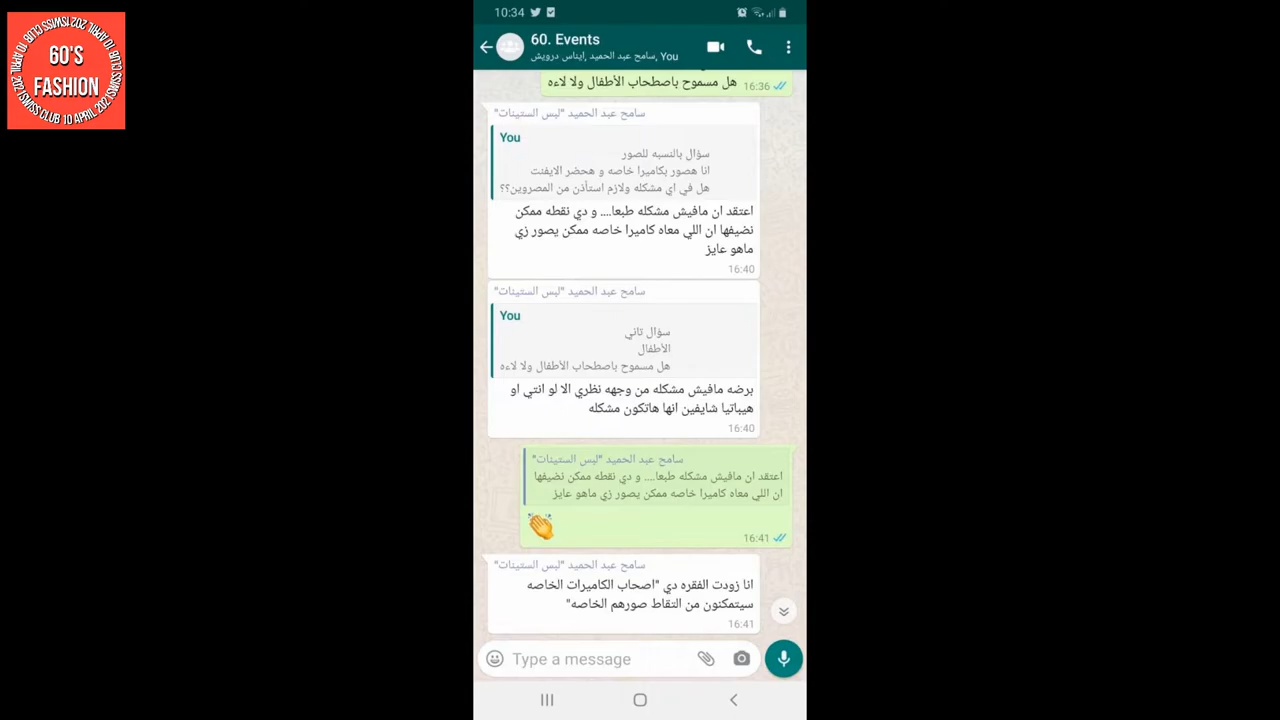 60'S
FASHION
1SWISS CLUB 10 APRIL 2021
10:34
60. Events
سامح عبد الحميد, إيناس درويش, You
هل مسموح باصطحاب الأطفال ولا لاءه
16:36
سامح عبد الحميد "لبس الستينات"
You
سؤال بالنسبه للصور
انا هصور بكاميرا خاصه و هحضر الايفنت
هل في اي مشكله ولازم استأذن من المصروين؟؟
اعتقد ان مافيش مشكله طبعا.... و دي نقطه ممكن
نضيفها ان اللي معاه كاميرا خاصه ممكن يصور زي
ماهو عايز
16:40
سامح عبد الحميد "لبس الستينات"
You
سؤال تاني
الأطفال
هل مسموح باصطحاب الأطفال ولا لاءه
برضه مافيش مشكله من وجهه نظري الا لو انتي او
هيباتيا شايفين انها هاتكون مشكله
16:40
سامح عبد الحميد "لبس الستينات"
اعتقد ان مافيش مشكله طبعا.... و دي نقطه ممكن نضيفها
ان اللي معاه كاميرا خاصه ممكن يصور زي ماهو عايز
16:41
سامح عبد الحميد "لبس الستينات"
انا زودت الفقره دي "اصحاب الكاميرات الخاصه
سيتمكنون من التقاط صورهم الخاصه"
16:41
Type a message